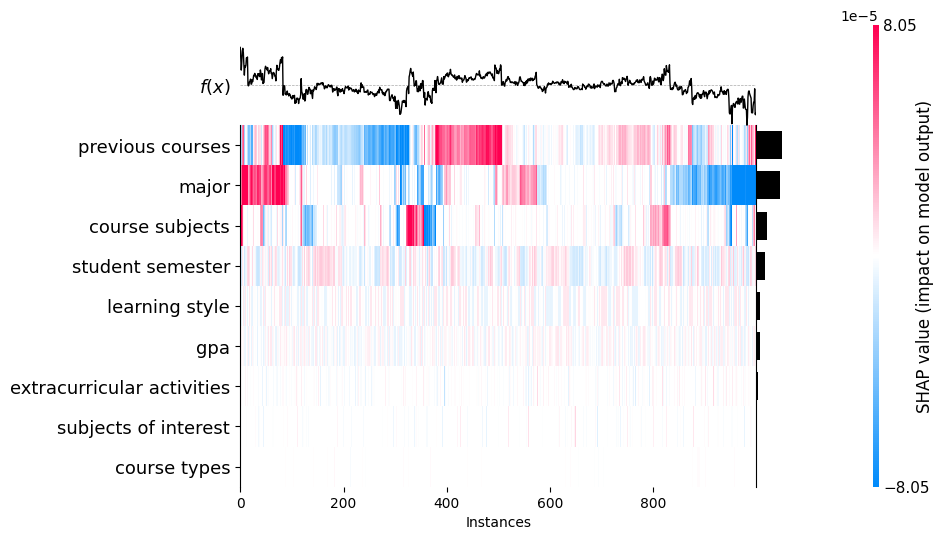 1e−5
8.05
f(x)
previous courses
major
course subjects
student semester
learning style
gpa
extracurricular activities
subjects of interest
course types
0 200 400 600 800
Instances
SHAP value (impact on model output)
−8.05